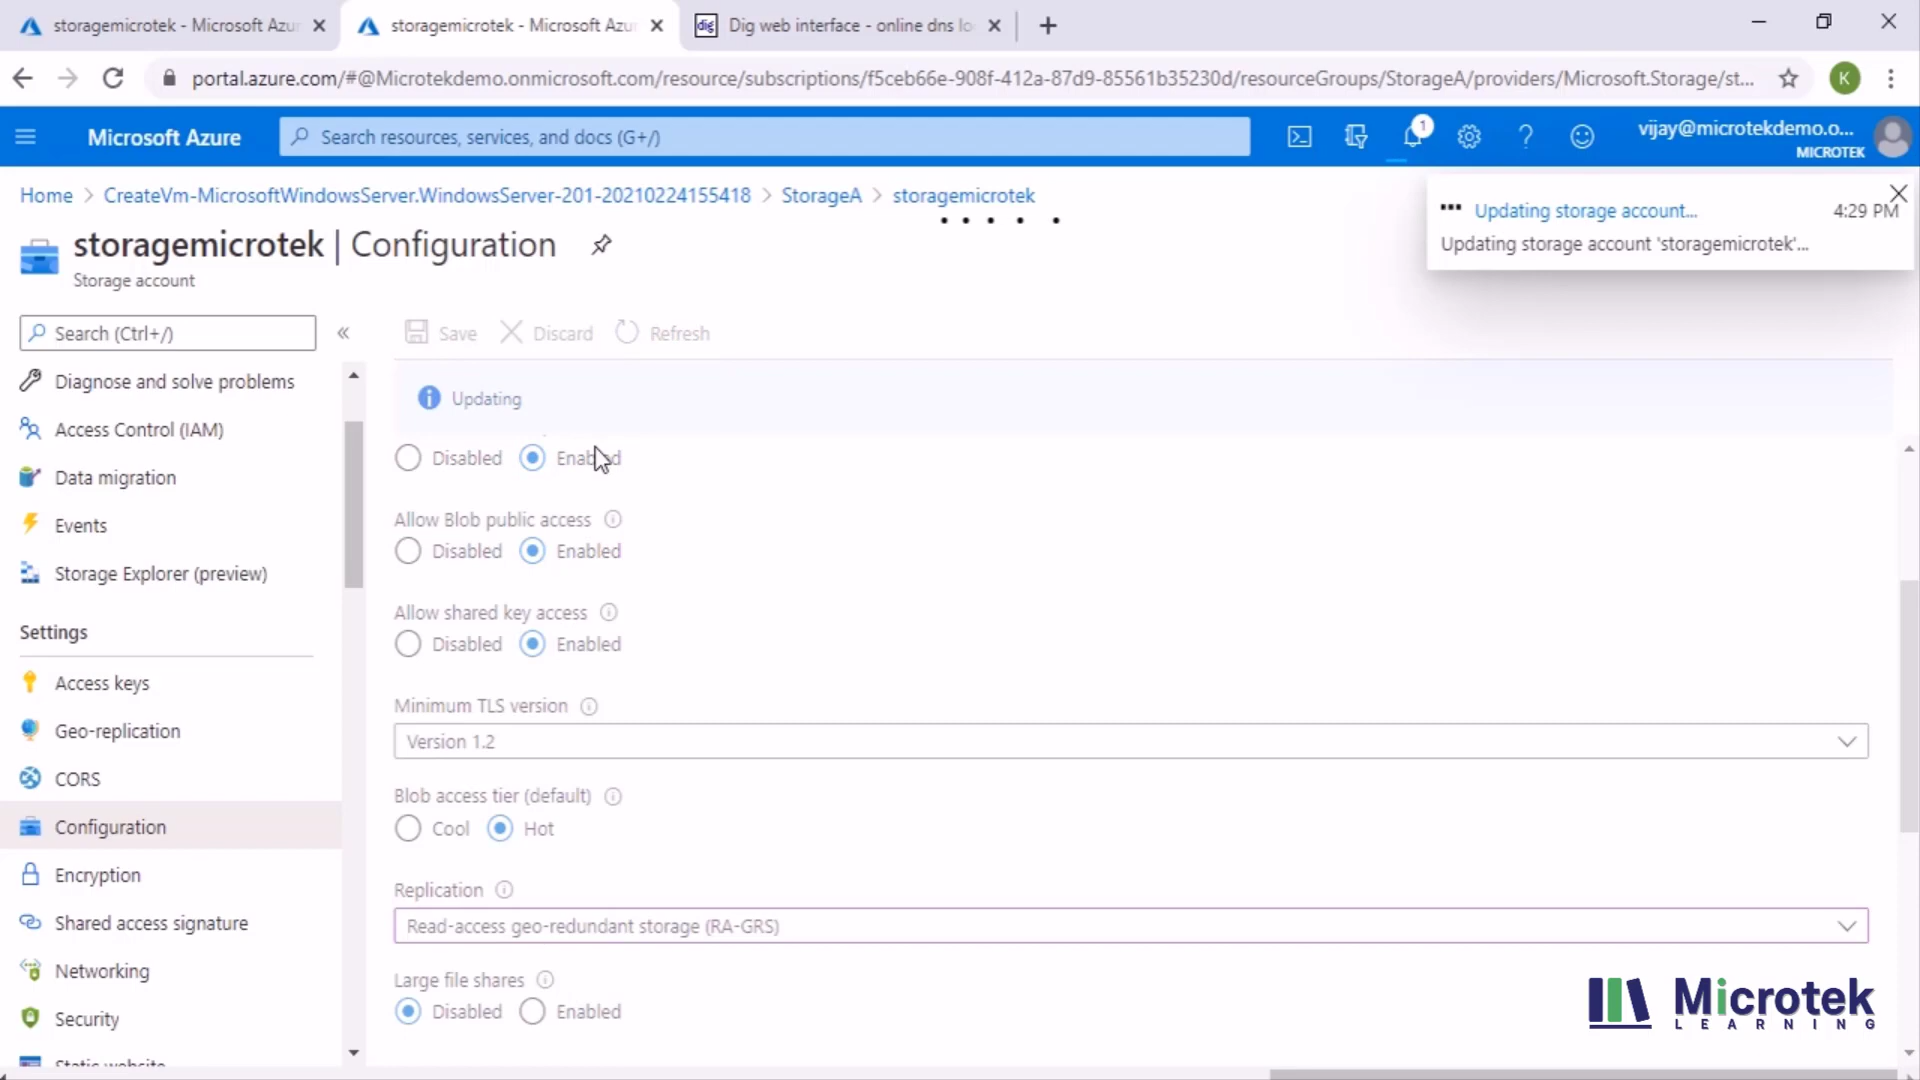 storagemicrotek - Microsoft Azu
storagemicrotek - Microsoft Azu
dig
Dig web interface - online dns lo
portal.azure.com/#@Microtekdemo.onmicrosoft.com/resource/subscriptions/f5ceb66e-908f-412a-87d9-85561b35230d/resourceGroups/StorageA/providers/Microsoft.Storage/st...
K
Microsoft Azure
Search resources, services, and docs (G+/)
1
vijay@microtekdemo.o...
MICROTEK
Home > CreateVm-MicrosoftWindowsServer.WindowsServer-201-20210224155418 > StorageA > storagemicrotek
Updating storage account...
4:29 PM
Updating storage account 'storagemicrotek'...
storagemicrotek | Configuration
Storage account
Search (Ctrl+/)
«
Save
Discard
Refresh
Updating
Diagnose and solve problems
Access Control (IAM)
Data migration
Events
Storage Explorer (preview)
Settings
Access keys
Geo-replication
CORS
Configuration
Encryption
Shared access signature
Networking
Security
Static website
Disabled Enabled
Allow Blob public access
Disabled Enabled
Allow shared key access
Disabled Enabled
Minimum TLS version
Version 1.2
Blob access tier (default)
Cool Hot
Replication
Read-access geo-redundant storage (RA-GRS)
Large file shares
Disabled Enabled
Microtek
LEARNING